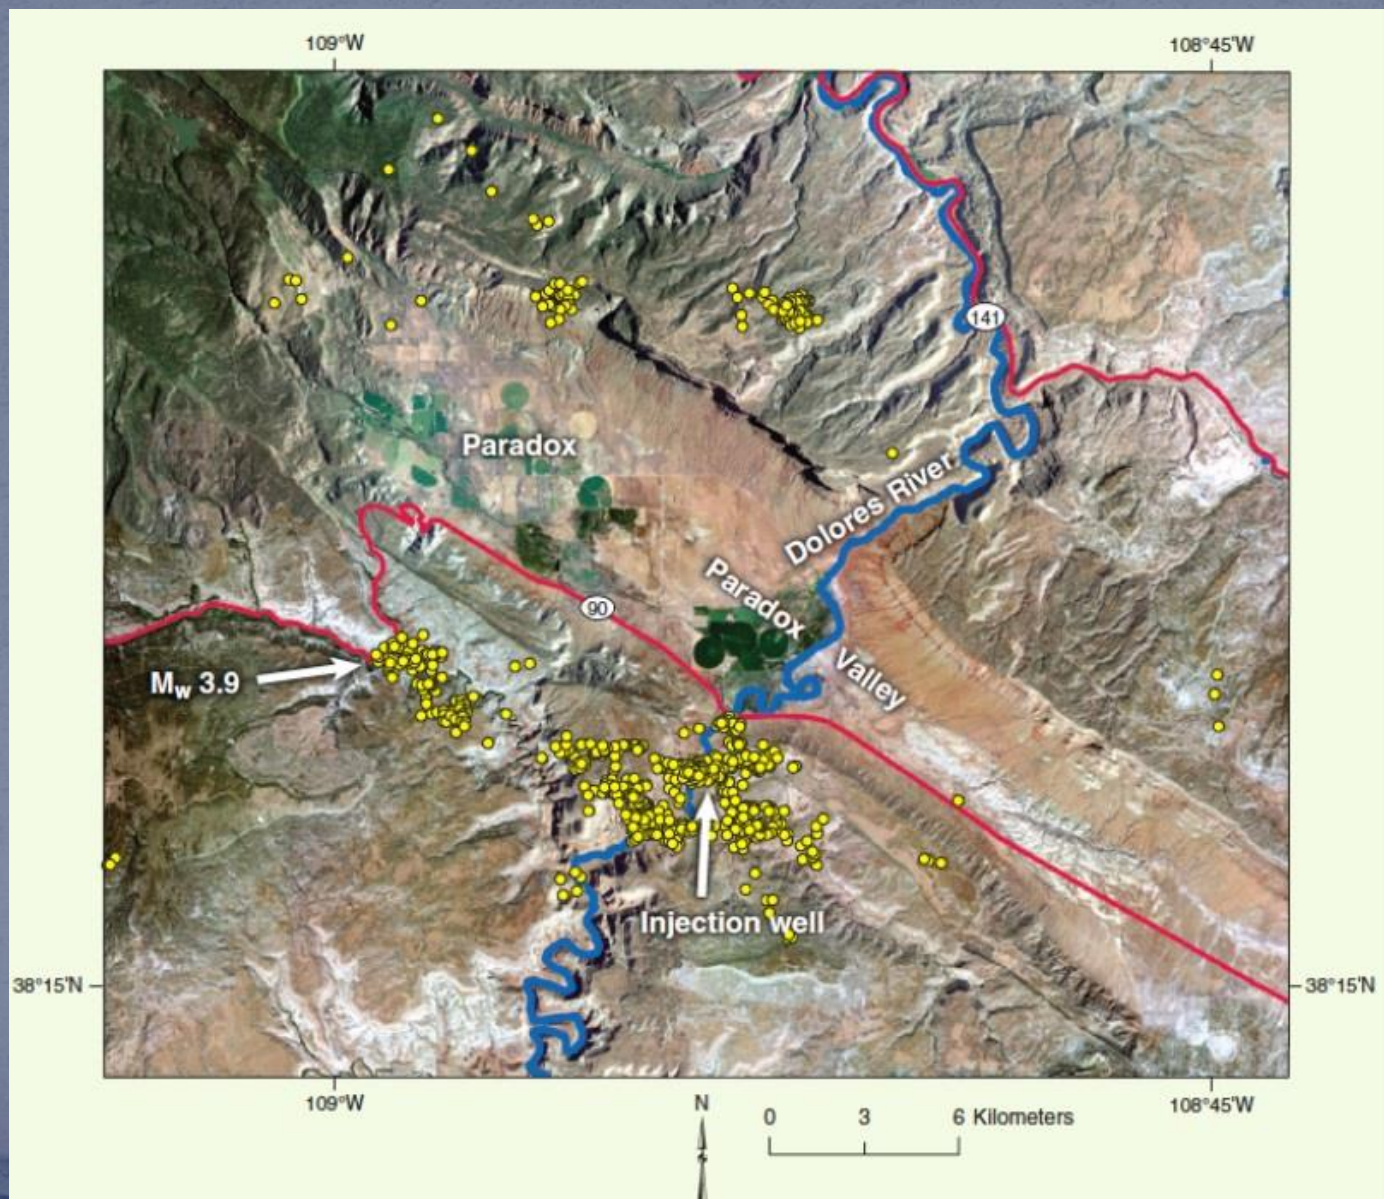 109°W
108°45'W
141
Paradox
Dolores River
Paradox
Valley
90
Mw 3.9
Injection well
38°15'N
38°15'N
109°W
N
S
0
3
6 Kilometers
108°45'W